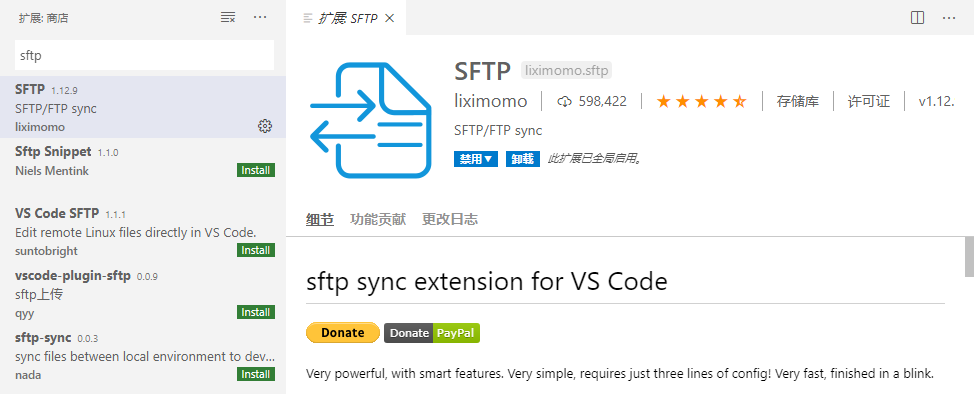 扩展: 商店
sftp
SFTP 1.12.9
SFTP/FTP sync
liximomo
Sftp Snippet 1.1.0
Niels Mentink Install
VS Code SFTP 1.1.1
Edit remote Linux files directly in VS Code.
suntobright Install
vscode-plugin-sftp 0.0.9
sftp上传
qyy Install
sftp-sync 0.0.3
sync files between local environment to dev...
nada Install
扩展: SFTP
SFTP liximomo.sftp
liximomo 598,422 存储库 许可证 v1.12.
SFTP/FTP sync
禁用 卸载 此扩展已全局启用。
细节 功能贡献 更改日志
sftp sync extension for VS Code
Donate Donate PayPal
Very powerful, with smart features. Very simple, requires just three lines of config! Very fast, finished in a blink.